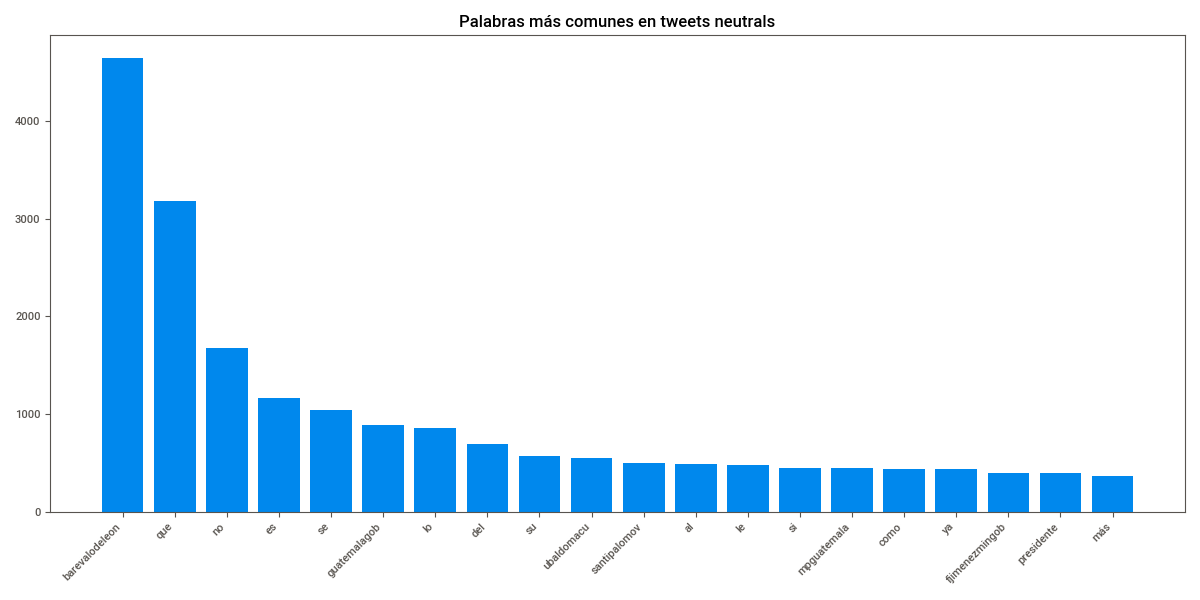 Palabras más comunes en tweets neutrals
4000
3000
2000
1000
0
barevalodeleon
que
no
es
se
guatemalagob
lo
del
su
ubaldomacu
santipalomov
al
le
si
mpguatemala
como
ya
fjimenezmingob
presidente
más